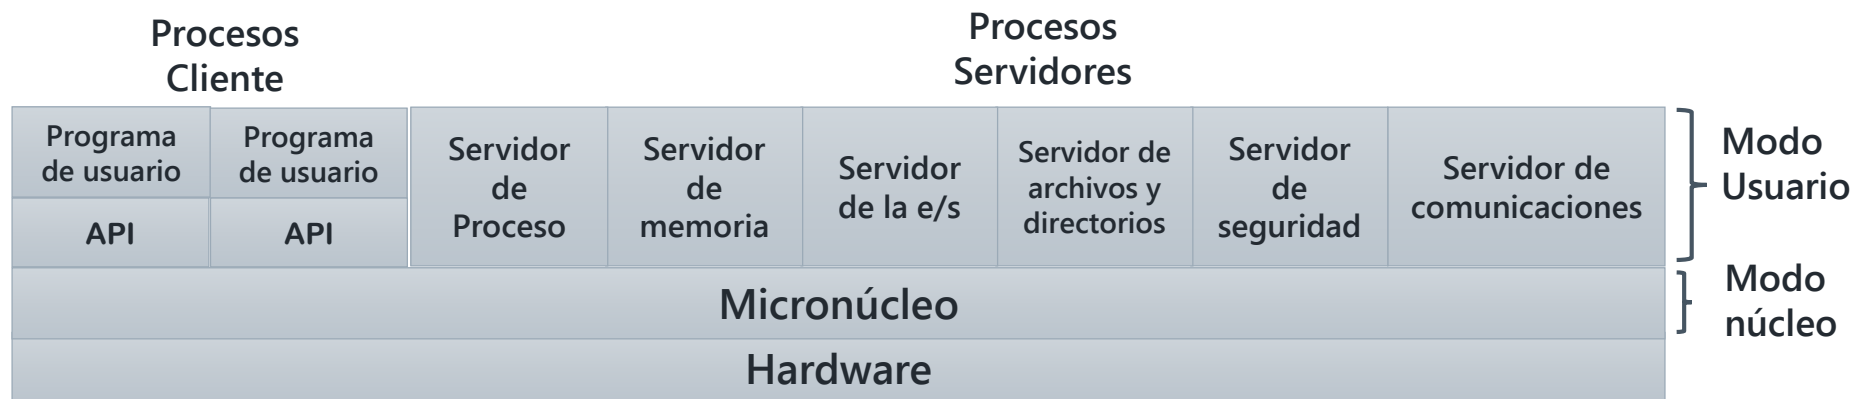 Procesos
Cliente
Procesos
Servidores
Programa
de usuario
API
Programa
de usuario
API
Servidor
de
Proceso
Servidor
de
memoria
Servidor
de la e/s
Servidor de
archivos y
directorios
Servidor
de
seguridad
Servidor de
comunicaciones
Modo
Usuario
Micronúcleo
Modo
núcleo
Hardware